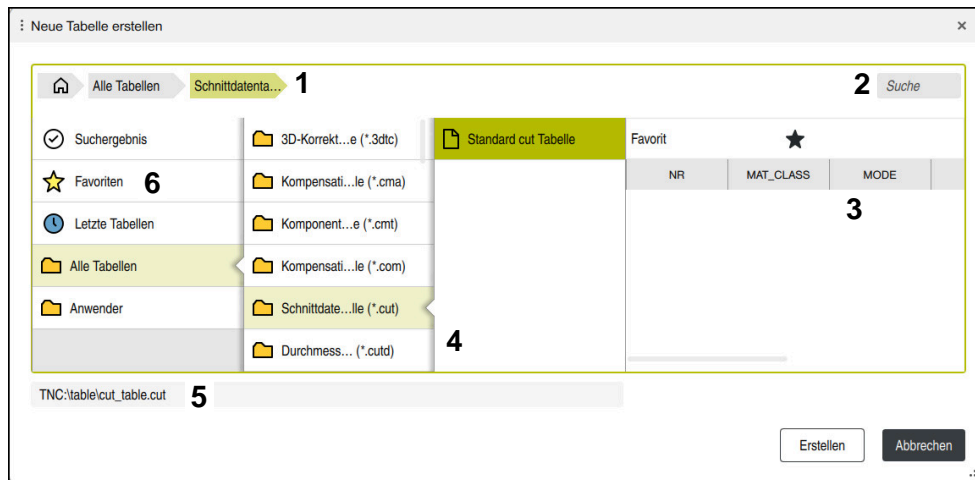 Neue Tabelle erstellen
Alle Tabellen
Schnittdatenta...
1
2
Suche
Suchergebnis
3D-Korrekt...e (*.3dtc)
Standard cut Tabelle
Favorit
Favoriten
6
Kompensati...le (*.cma)
NR
MAT_CLASS
MODE
3
Letzte Tabellen
Komponent...e (*.cmt)
Alle Tabellen
Kompensati...le (*.com)
Anwender
Schnittdate...lle (*.cut)
4
Durchmess... (*.cutd)
TNC:\table\cut_table.cut
5
Erstellen
Abbrechen